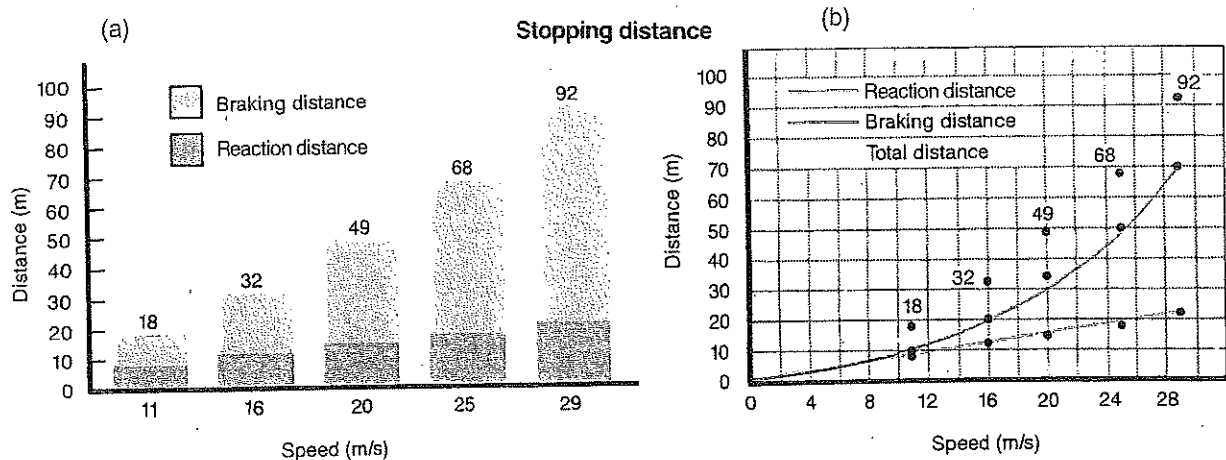 Stopping distance
(a)
Braking distance
Reaction distance
Distance (m)
100
90
80
70
60
50
40
30
20
10
0
18
32
49
68
92
11 16 20 25 29
Speed (m/s)
(b)
Reaction distance
Braking distance
Total distance
Distance (m)
100
90
80
70
60
50
40
30
20
10
0
18
32
49
68
92
0 4 8 12 16 20 24 28
Speed (m/s)